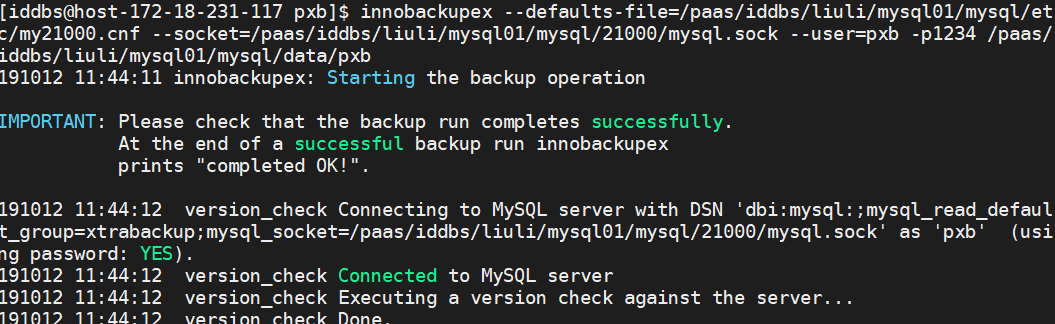 [iddbs@host-172-18-231-117 pxb]$ innobackupex --defaults-file=/paas/iddbs/liuli/mysql01/mysql/et
c/my21000.cnf --socket=/paas/iddbs/liuli/mysql01/mysql/21000/mysql.sock --user=pxb -p1234 /paas/
iddbs/liuli/mysql01/mysql/data/pxb
191012 11:44:11 innobackupex: Starting the backup operation
IMPORTANT: Please check that the backup run completes successfully.
At the end of a successful backup run innobackupex
prints "completed OK!".
191012 11:44:12  version_check Connecting to MySQL server with DSN 'dbi:mysql:;mysql_read_defaul
t_group=xtrabackup;mysql_socket=/paas/iddbs/liuli/mysql01/mysql/21000/mysql.sock' as 'pxb'  (usi
ng password: YES).
191012 11:44:12  version_check Connected to MySQL server
191012 11:44:12  version_check Executing a version check against the server...
191012 11:44:12  version_check Done.